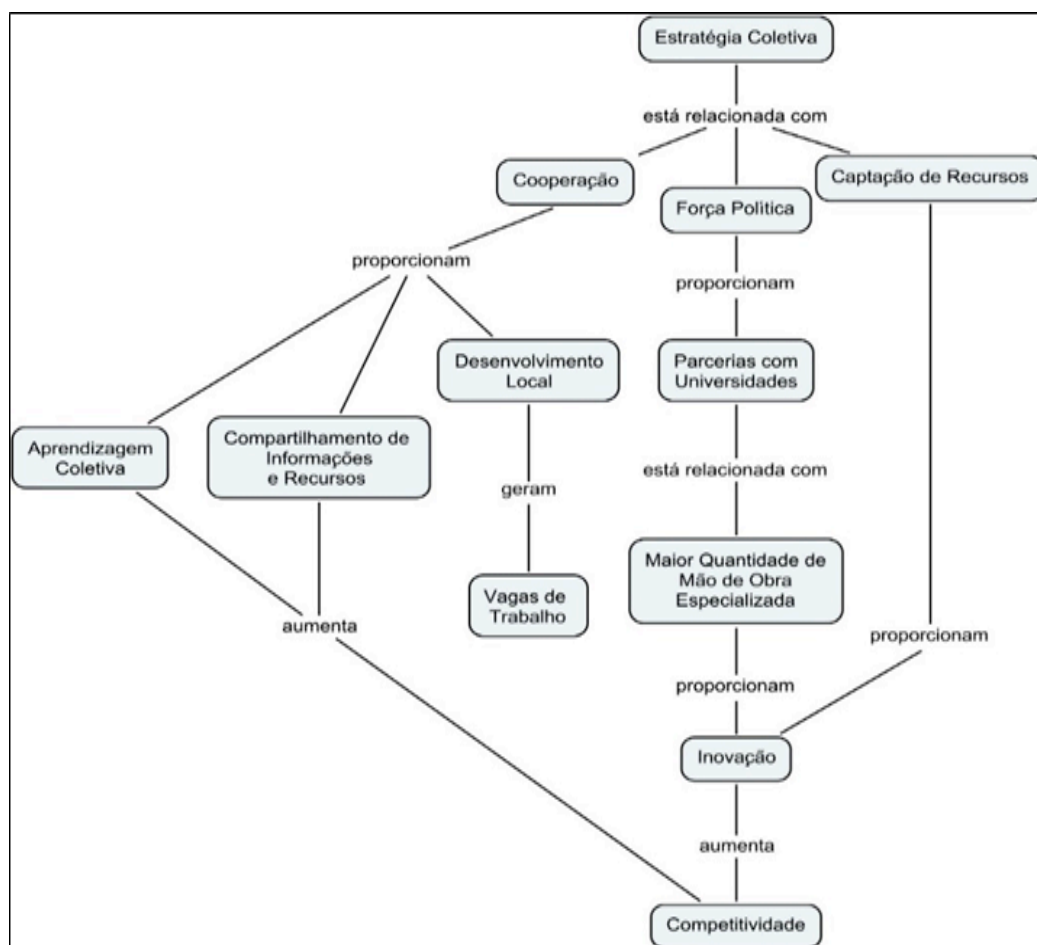 Estratégia Coletiva
está relacionada com
Cooperação
Captação de Recursos
Força Política
proporcionam
proporcionam
Desenvolvimento
Local
Parcerias com
Universidades
Aprendizagem
Coletiva
Compartilhamento de
Informações
e Recursos
está relacionada com
geram
Maior Quantidade de
Mão de Obra
Especializada
Vagas de
Trabalho
aumenta
proporcionam
proporcionam
Inovação
aumenta
Competitividade